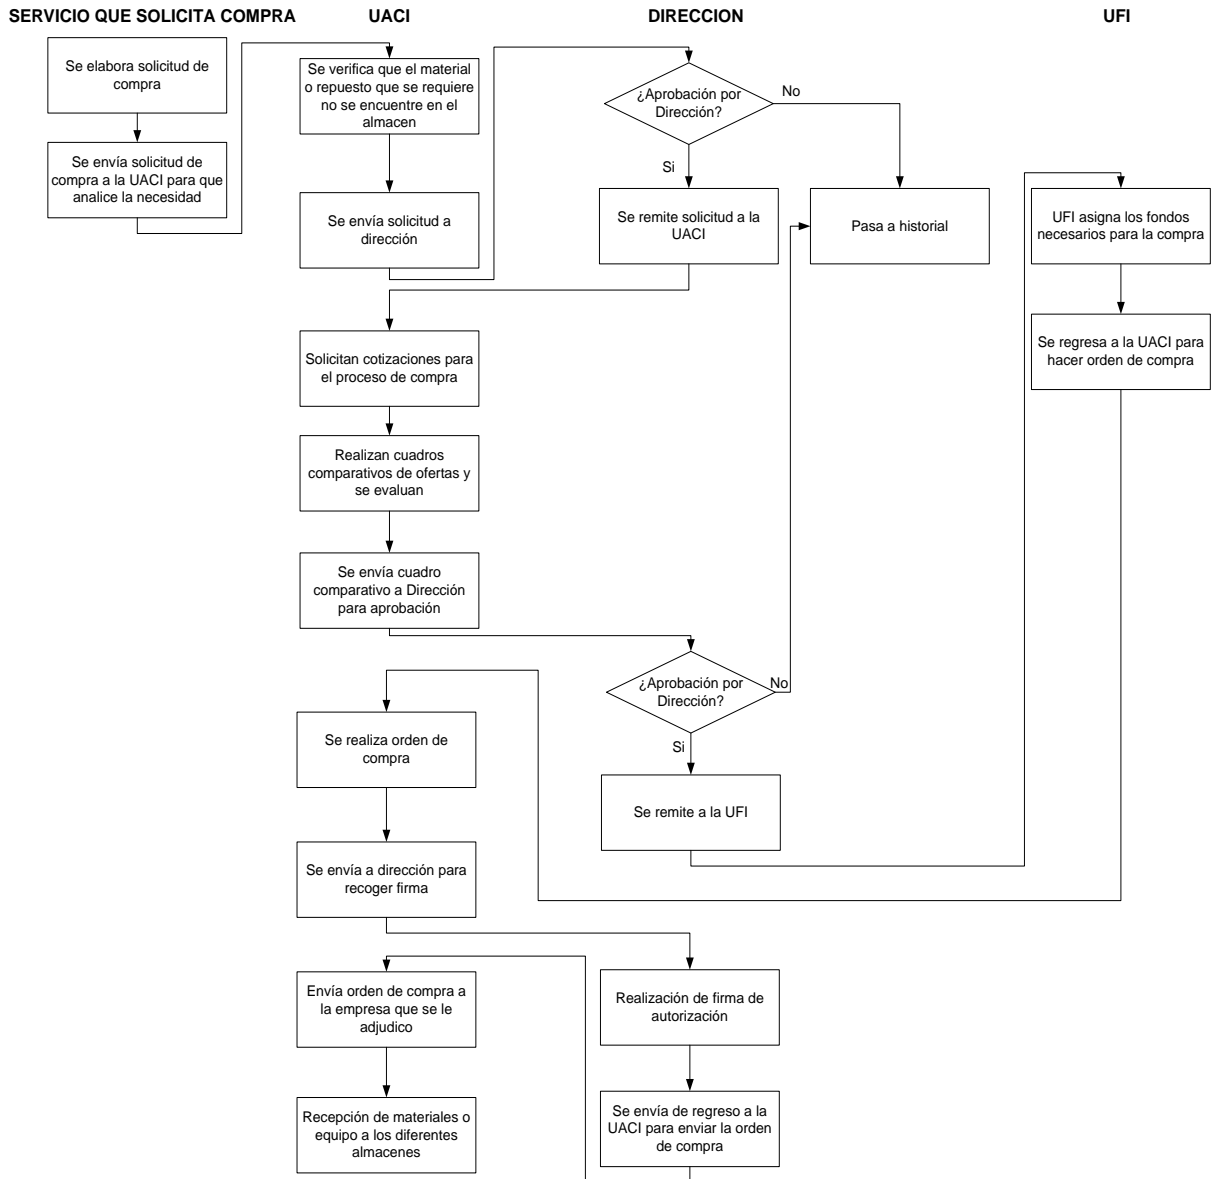 SERVICIO QUE SOLICITA COMPRA
UACI
DIRECCION
UFI
Se elabora solicitud de
compra
Se envía solicitud de
compra a la UACI para que
analice la necesidad
Se verifica que el material
o repuesto que se requiere
no se encuentre en el
almacen
Se envía solicitud a
dirección
¿Aprobación por
Dirección?
No
Si
Se remite solicitud a la
UACI
Pasa a historial
UFI asigna los fondos
necesarios para la compra
Se regresa a la UACI para
hacer orden de compra
Solicitan cotizaciones para
el proceso de compra
Realizan cuadros
comparativos de ofertas y
se evaluan
Se envía cuadro
comparativo a Dirección
para aprobación
¿Aprobación por
Dirección?
No
Si
Se remite a la UFI
Se realiza orden de
compra
Se envía a dirección para
recoger firma
Realización de firma de
autorización
Se envía de regreso a la
UACI para enviar la orden
de compra
Envía orden de compra a
la empresa que se le
adjudico
Recepción de materiales o
equipo a los diferentes
almacenes